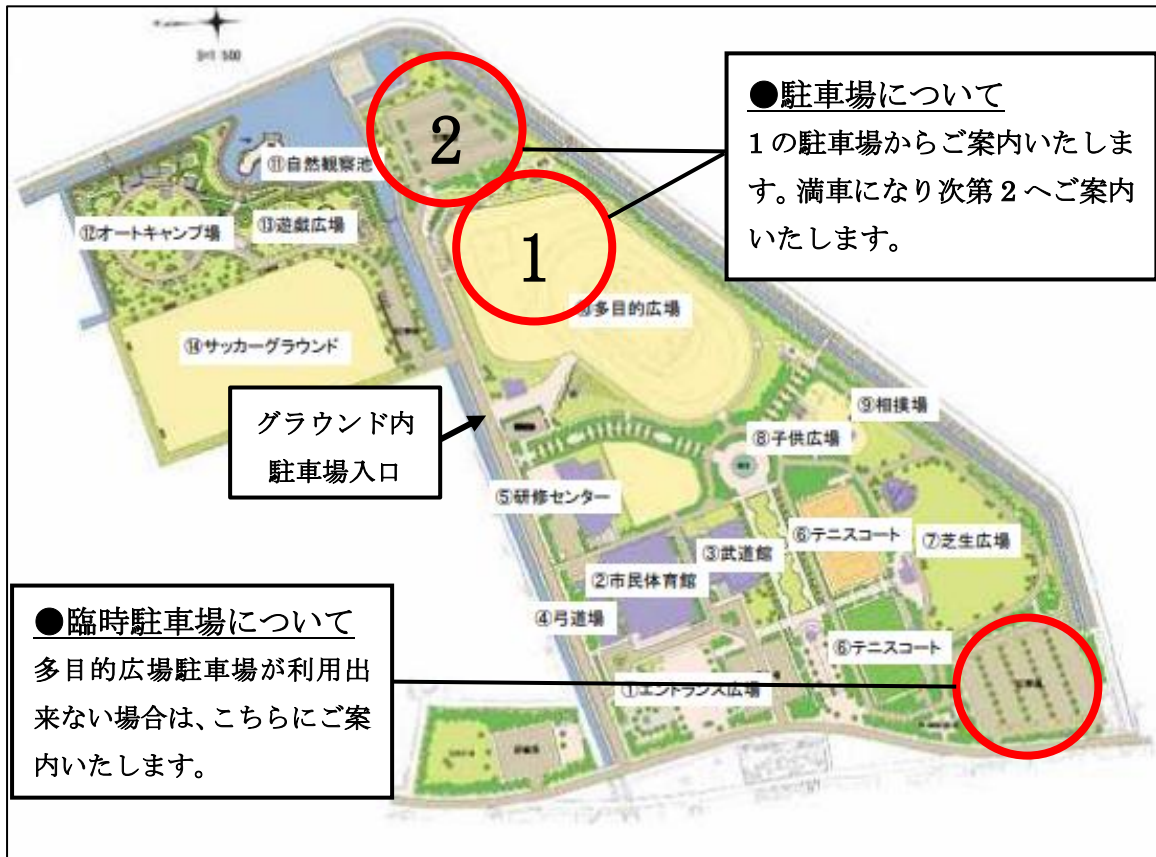 S=1:500
2
1
●駐車場について
1の駐車場からご案内いたしま
す。満車になり次第2へご案内
いたします。
⑪自然観察池
⑫オートキャンプ場
⑬遊戯広場
多目的広場
⑭サッカーグラウンド
グラウンド内
駐車場入口
⑨相撲場
⑧子供広場
⑤研修センター
⑥テニスコート
⑦芝生広場
③武道館
②市民体育館
④弓道場
⑥テニスコート
①エントランス広場
●臨時駐車場について
多目的広場駐車場が利用出
来ない場合は、こちらにご案
内いたします。